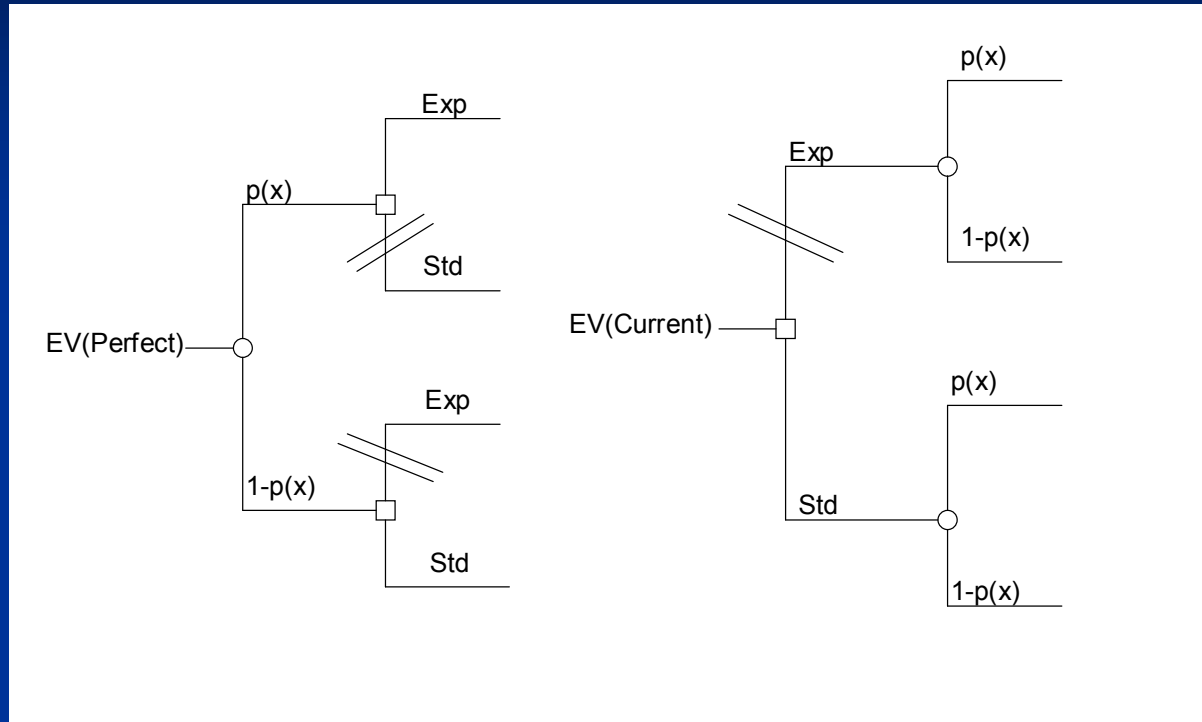 Exp
p(x)
Std
EV(Perfect)
Exp
1-p(x)
Std
p(x)
Exp
1-p(x)
EV(Current)
p(x)
Std
1-p(x)